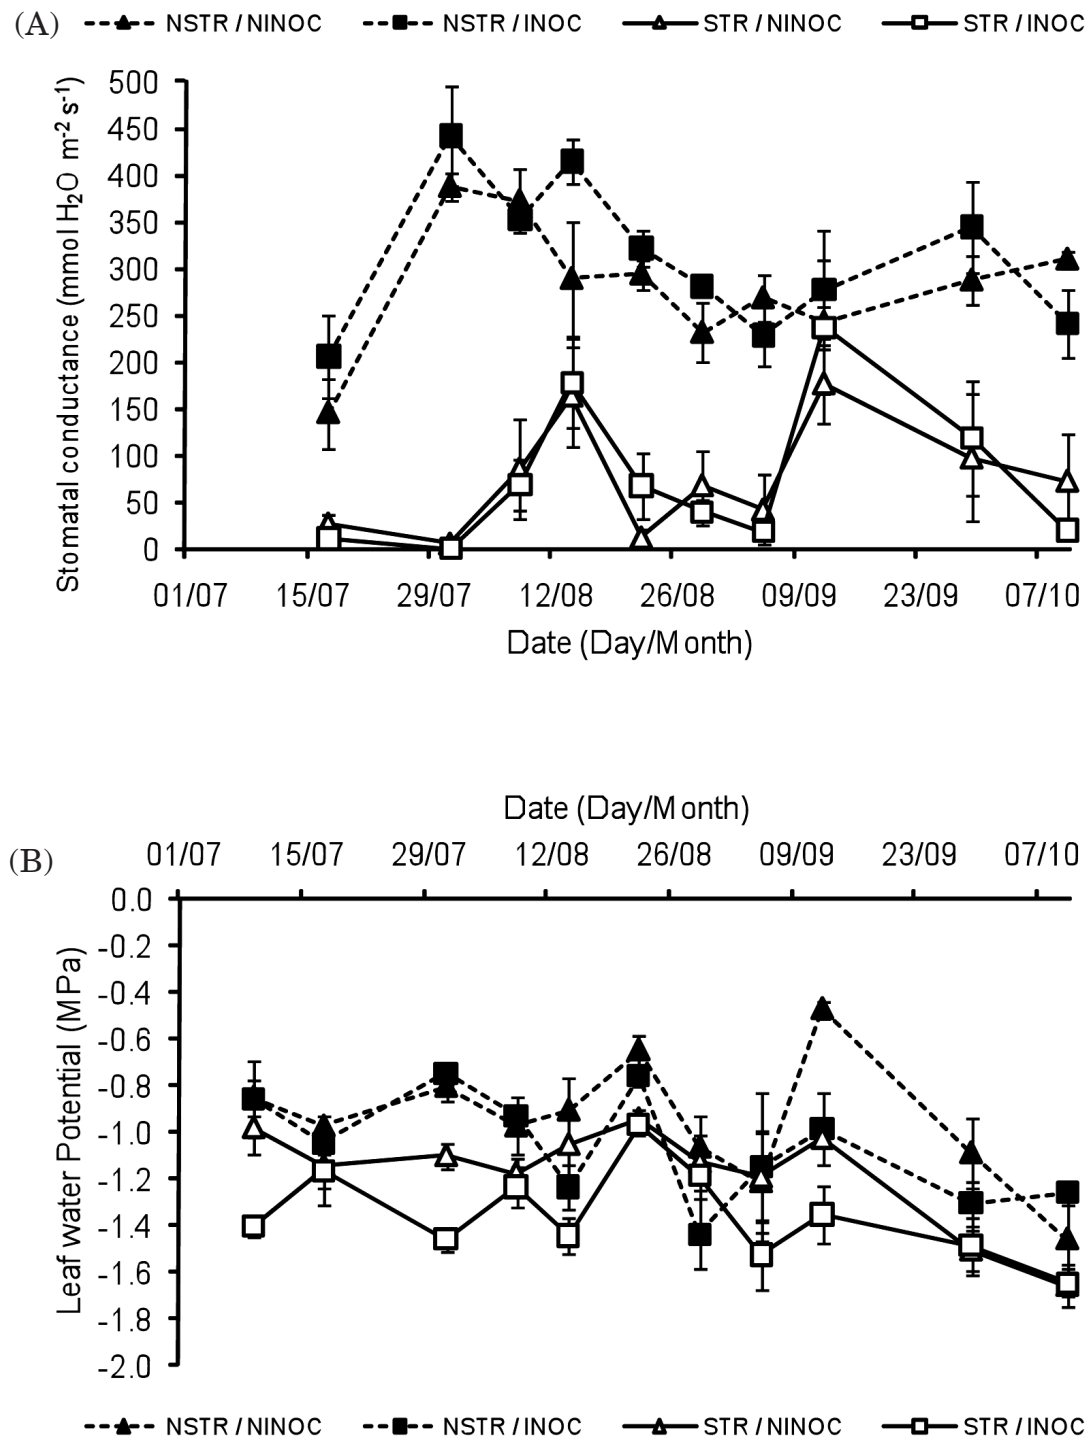 (A)
NSTR / NINOC NSTR / INOC STR / NINOC STR / INOC
Stomatal conductance (mmol H₂O m⁻² s⁻¹)
500
450
400
350
300
250
200
150
100
50
0
01/07 15/07 29/07 12/08 26/08 09/09 23/09 07/10
Date (Day/Month)
Date (Day/Month)
(B)
01/07 15/07 29/07 12/08 26/08 09/09 23/09 07/10
Leaf water Potential (MPa)
0.0
-0.2
-0.4
-0.6
-0.8
-1.0
-1.2
-1.4
-1.6
-1.8
-2.0
NSTR / NINOC NSTR / INOC STR / NINOC STR / INOC